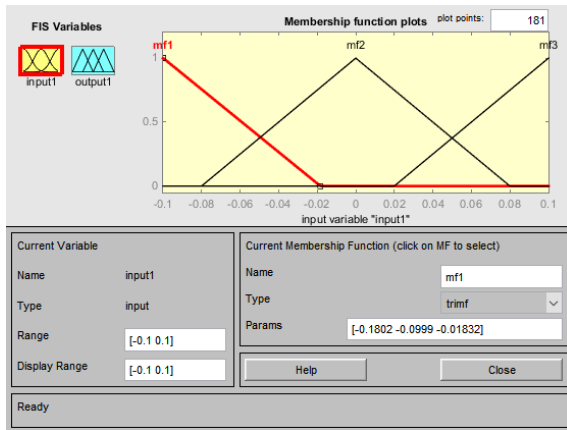 FIS Variables
Membership function plots
plot points:
181
input1
output1
mf1
mf2
mf3
1
0.5
0
-0.1 -0.08 -0.06 -0.04 -0.02 0 0.02 0.04 0.06 0.08 0.1
input variable "input1"
Current Variable
Name input1
Type input
Range [-0.1 0.1]
Display Range [-0.1 0.1]
Current Membership Function (click on MF to select)
Name mf1
Type trimf
Params [-0.1802 -0.0999 -0.01832]
Help Close
Ready